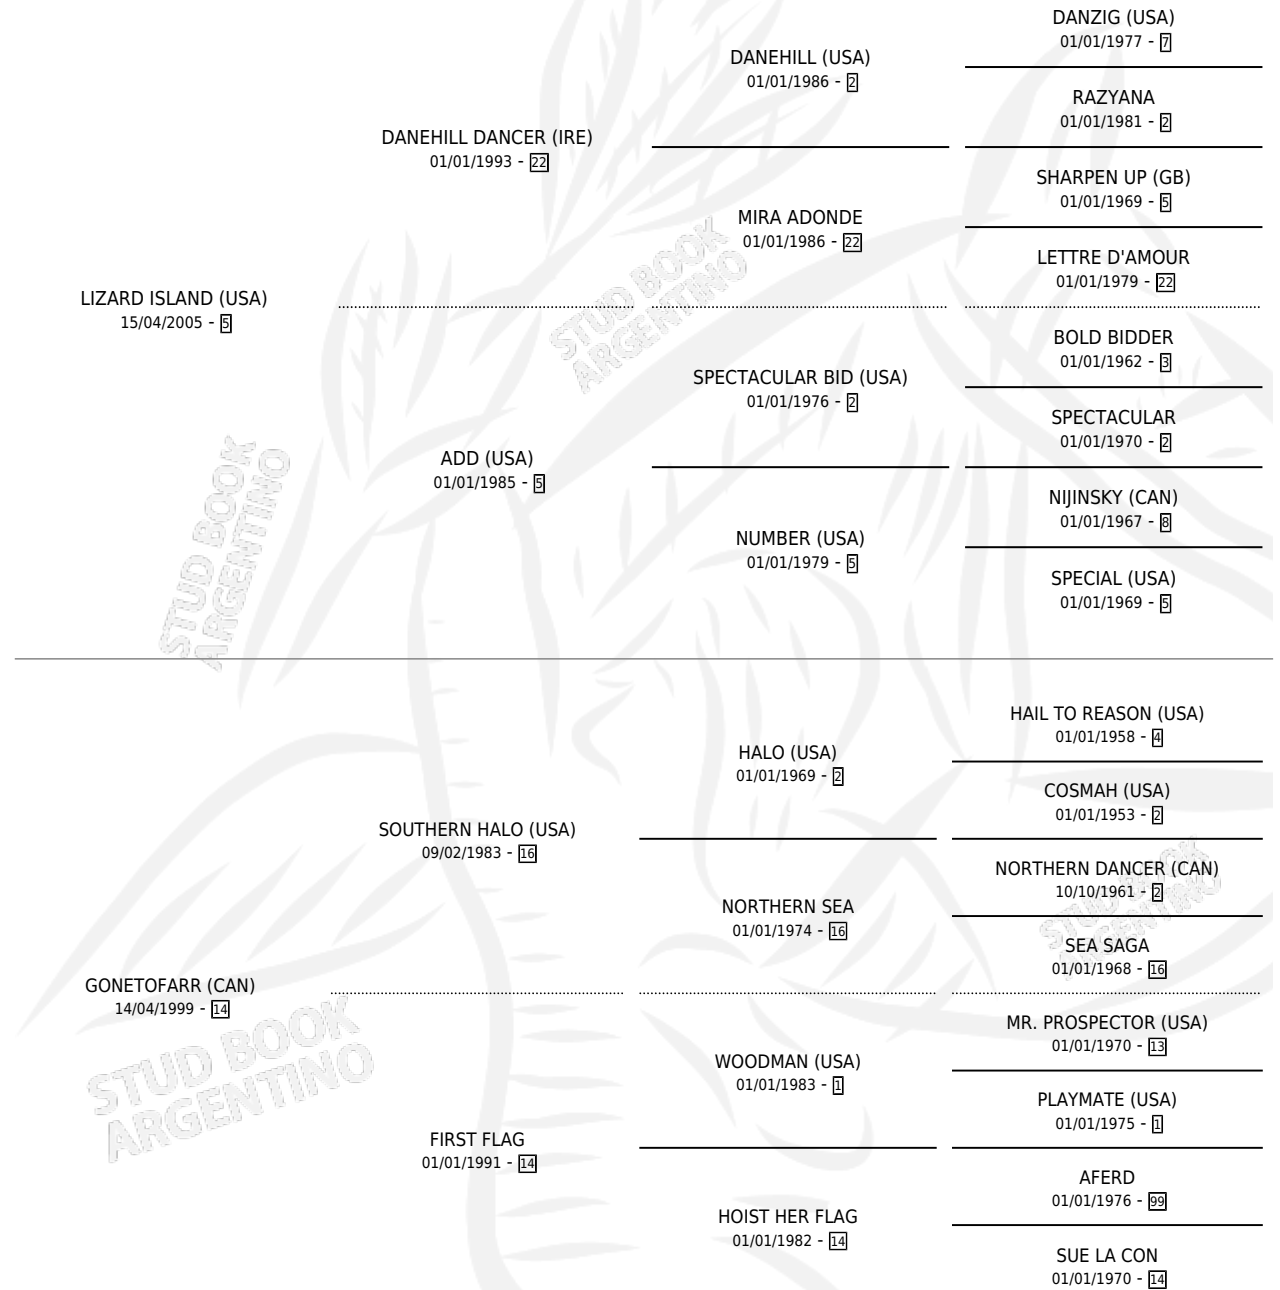 DANZIG (USA)
01/01/1977 - 7
DANEHILL (USA)
01/01/1986 - 2
RAZYANA
01/01/1981 - 2
DANEHILL DANCER (IRE)
01/01/1993 - 22
SHARPEN UP (GB)
01/01/1969 - 5
MIRA ADONDE
01/01/1986 - 22
LETTRE D'AMOUR
01/01/1979 - 22
LIZARD ISLAND (USA)
15/04/2005 - 5
BOLD BIDDER
01/01/1962 - 3
SPECTACULAR BID (USA)
01/01/1976 - 2
SPECTACULAR
01/01/1970 - 2
ADD (USA)
01/01/1985 - 5
NIJINSKY (CAN)
01/01/1967 - 8
NUMBER (USA)
01/01/1979 - 5
SPECIAL (USA)
01/01/1969 - 5
HAIL TO REASON (USA)
01/01/1958 - 4
HALO (USA)
01/01/1969 - 2
COSMAH (USA)
01/01/1953 - 2
SOUTHERN HALO (USA)
09/02/1983 - 16
NORTHERN DANCER (CAN)
10/10/1961 - 2
NORTHERN SEA
01/01/1974 - 16
SEA SAGA
01/01/1968 - 16
GONETOFARR (CAN)
14/04/1999 - 14
MR. PROSPECTOR (USA)
01/01/1970 - 13
WOODMAN (USA)
01/01/1983 - 1
PLAYMATE (USA)
01/01/1975 - 1
FIRST FLAG
01/01/1991 - 14
AFERD
01/01/1976 - 99
HOIST HER FLAG
01/01/1982 - 14
SUE LA CON
01/01/1970 - 14
STUD BOOK
ARGENTINO
STUD BOOK
ARGENTINO
STUD BOOK
ARGENTINO
STUD BOOK
ARGENTINO